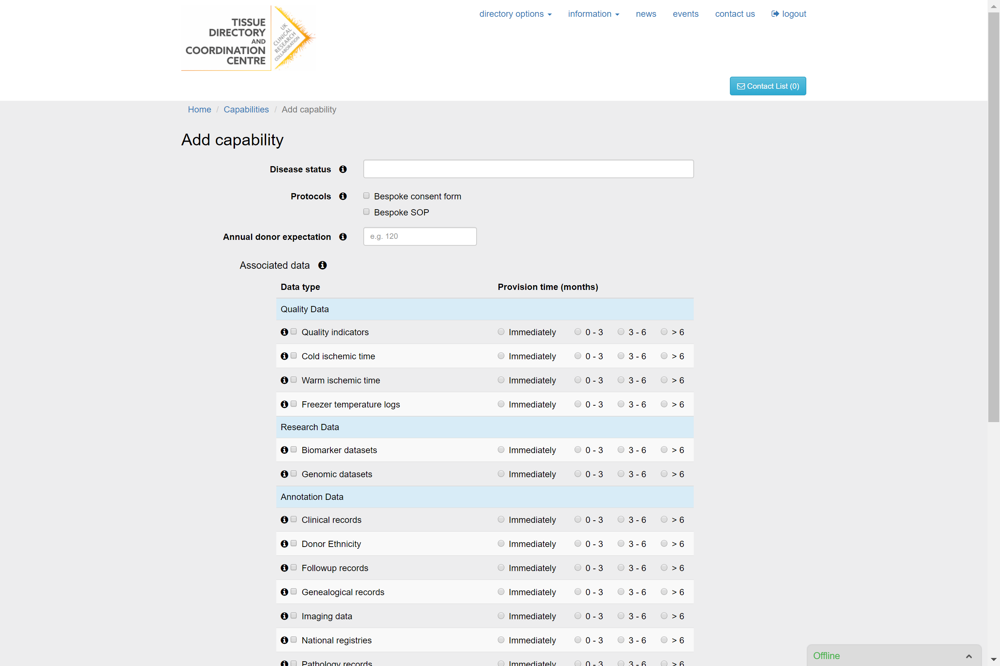 TISSUE
DIRECTORY
AND
COORDINATION
CENTRE
UK
CLINICAL
RESEARCH
COLLABORATION
directory options
information
news
events
contact us
logout
Contact List (0)
Home / Capabilities / Add capability
Add capability
Disease status
Protocols
Bespoke consent form
Bespoke SOP
Annual donor expectation
e.g. 120
Associated data
Data type Provision time (months)
Quality Data
Quality indicators Immediately 0 - 3 3 - 6 > 6
Cold ischemic time Immediately 0 - 3 3 - 6 > 6
Warm ischemic time Immediately 0 - 3 3 - 6 > 6
Freezer temperature logs Immediately 0 - 3 3 - 6 > 6
Research Data
Biomarker datasets Immediately 0 - 3 3 - 6 > 6
Genomic datasets Immediately 0 - 3 3 - 6 > 6
Annotation Data
Clinical records Immediately 0 - 3 3 - 6 > 6
Donor Ethnicity Immediately 0 - 3 3 - 6 > 6
Followup records Immediately 0 - 3 3 - 6 > 6
Genealogical records Immediately 0 - 3 3 - 6 > 6
Imaging data Immediately 0 - 3 3 - 6 > 6
National registries Immediately 0 - 3 3 - 6 > 6
Pathology records Immediately 0 - 3 3 - 6 > 6
Offline